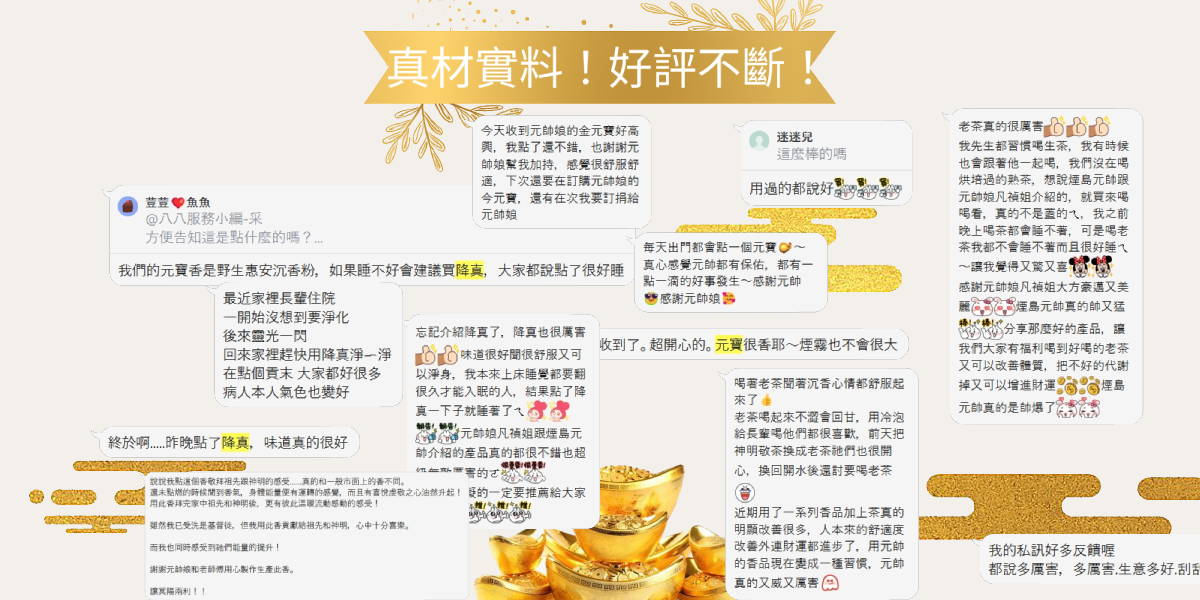 真材實料！好評不斷！
今天收到元帥娘的金元寶好高
興，我點了還不錯，也謝謝元
帥娘幫我加持，感覺很舒服舒
適，下次還要在訂購元帥娘的
今元寶，還有在次我要訂捐給
元帥娘
迷迷兒
這麼棒的嗎
用過的都說好
萱萱❤️魚魚
@八八服務小編-采
方便告知這是點什麼的嗎？...
我們的元寶香是野生惠安沉香粉，如果睡不好會建議買降真，大家都說點了很好睡
每天出門都會點一個元寶～
真心感覺元帥都有保佑，都有一
點一滴的好事發生～感謝元帥
😎感謝元帥娘🥰
最近家裡長輩住院
一開始沒想到要淨化
後來靈光一閃
回來家裡趕快用降真淨一淨
在點個貢末 大家都好很多
病人本人氣色也變好
收到了。超開心的。元寶很香耶～煙霧也不會很大
忘記介紹降真了，降真也很厲害
味道很好聞很舒服又可
以淨身，我本來上床睡覺都要翻
很久才能入眠的人，結果點了降
真一下子就睡著了ㄟ
元帥娘凡禎姐跟煙島元
帥介紹的產品真的都很不錯也超
厲害的
的一定要推薦給大家
終於啊.....昨晚點了降真，味道真的很好
說說我點這個香敬拜祖先跟神明的感受......真的和一般市面上的香不同。
還未點燃的時候聞到香氣，身體能量便有運轉的感覺，而且有喜悅虔敬之心油然升起！
用此香拜完家中祖先和神明後，更有彼此溫暖流動感動的感受！
雖然我已受洗是基督徒，但我用此香貢獻給祖先和神明，心中十分喜樂。
而我也同時感受到祂們能量的提升！
謝謝元帥娘和老師傅用心製作生產此香。
讓冥陽兩利！！
喝著老茶聞著沉香心情都舒服起
來了👍
老茶喝起來不澀會回甘，用冷泡
給長輩喝他們都很喜歡，前天把
神明敬茶換成老茶祂們也很開
心，換回開水後還討要喝老茶
近期用了一系列香品加上茶真的
明顯改善很多，人本來的舒適度
改善外連財運都進步了，用元帥
的香品現在變成一種習慣，元帥
真的又威又厲害
老茶真的很厲害
我先生都習慣喝生茶，我有時候
也會跟著他一起喝，我們沒在喝
烘培過的熟茶，想說煙島元帥跟
元帥娘凡禎姐介紹的，就買來喝
喝看，真的不是蓋的ㄟ，我之前
晚上喝茶都會睡不著，可是喝老
茶我都不會睡不著而且很好睡ㄟ
～讓我覺得又驚又喜
感謝元帥娘凡禎姐大方豪邁又美
麗煙島元帥真的帥又猛
分享那麼好的產品，讓
我們大家有福利喝到好喝的老茶
又可以改善體質，把不好的代謝
掉又可以增進財運煙島
元帥真的是帥爆了
我的私訊好多反饋喔
都說多厲害，多厲害.生意多好.刮刮